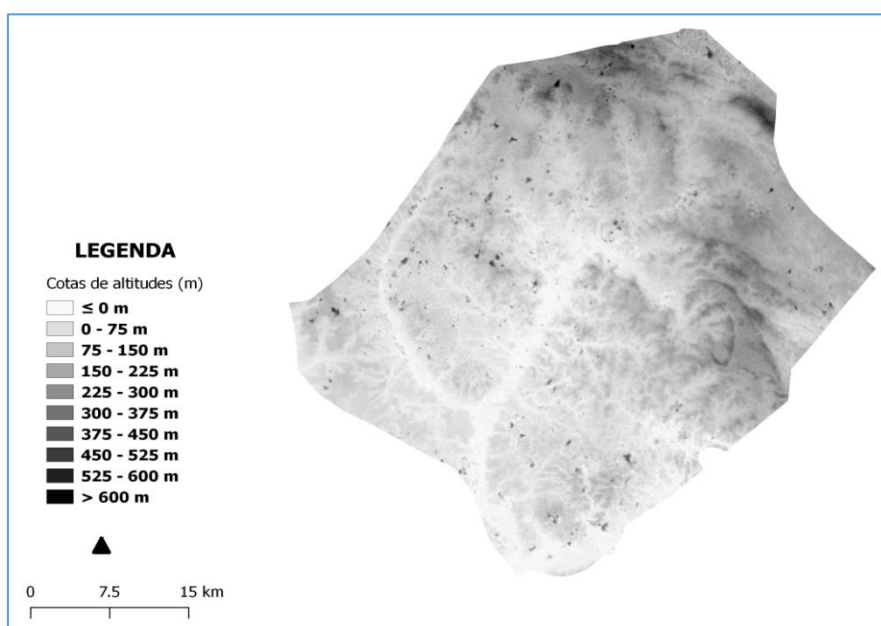 LEGENDA
Cotas de altitudes (m)
≤ 0 m
0 - 75 m
75 - 150 m
150 - 225 m
225 - 300 m
300 - 375 m
375 - 450 m
450 - 525 m
525 - 600 m
> 600 m
0 7.5 15 km